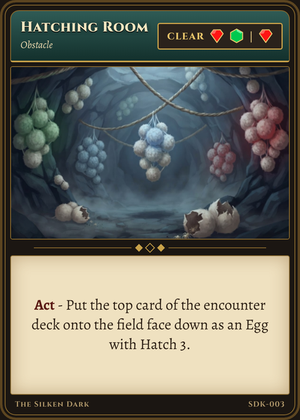 Hatching Room
Obstacle
CLEAR |
Act - Put the top card of the encounter
deck onto the field face down as an Egg
with Hatch 3.
The Silken Dark
SDK-003